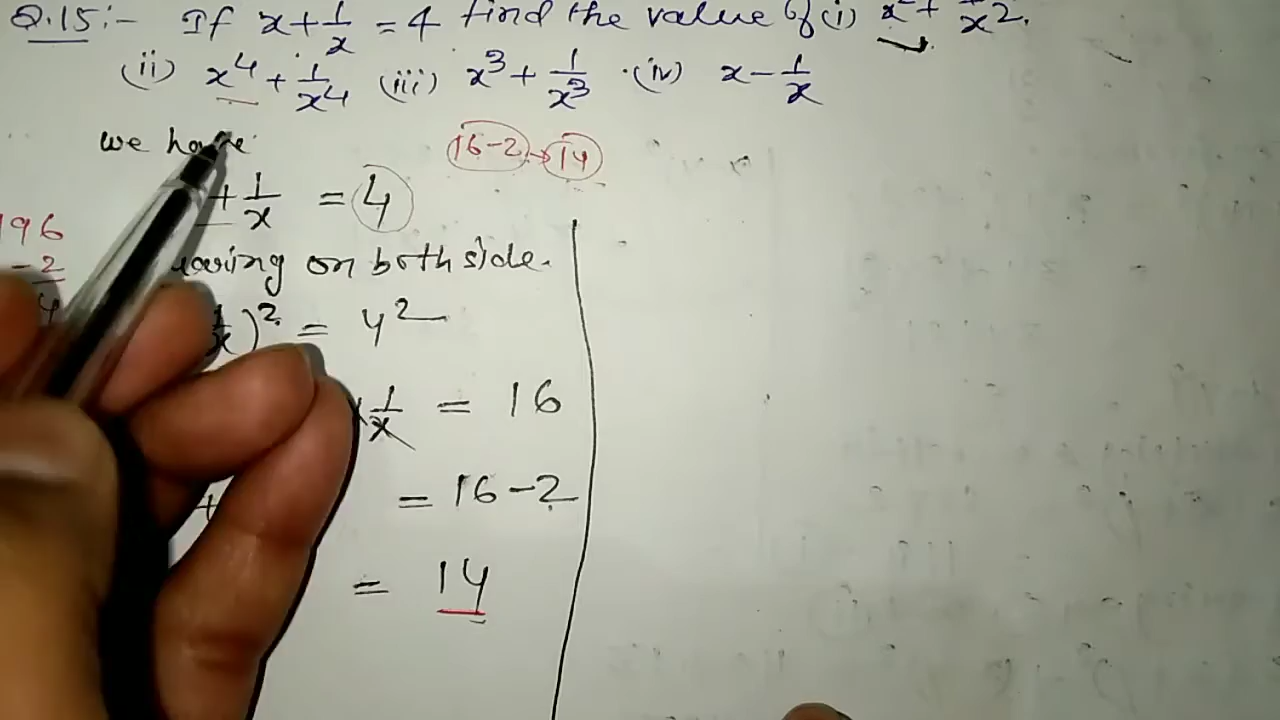 Q.15:- If x + 1/x = 4 find the value of (i) x² + 1/x².
(ii) x⁴ + 1/x⁴ (iii) x³ + 1/x³ (iv) x - 1/x
we have
16-2 → 14
+ 1/x = 4
196
-2
4
on both side.
1/x)² = 4²
x 1/x = 16
+ = 16-2
= 14